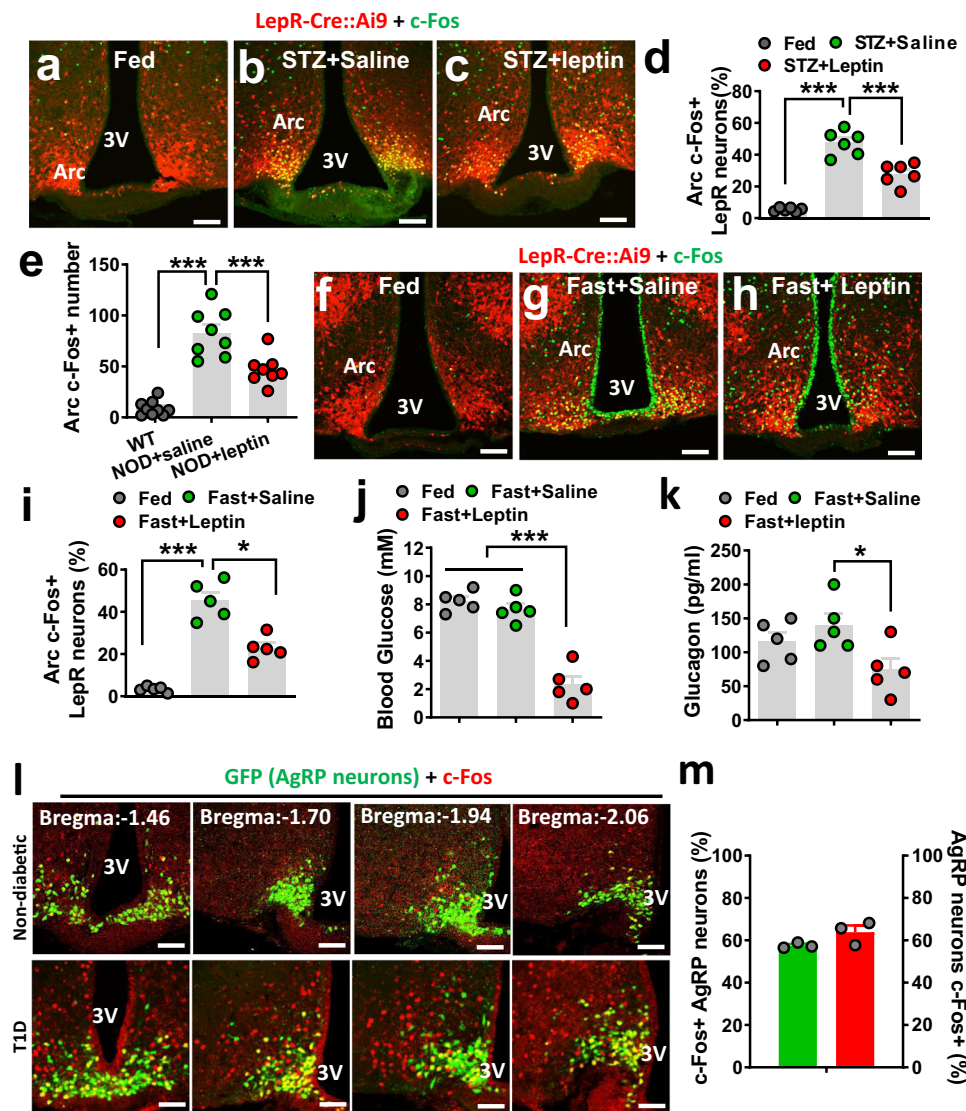 LepR-Cre::Ai9 + c-Fos
a
Fed
Arc
3V
b
STZ+Saline
Arc
3V
c
STZ+leptin
Arc
3V
d
Fed
STZ+Saline
STZ+Leptin
***
***
Arc c-Fos+
LepR neurons(%)
80
60
40
20
0
e
Arc c-Fos+ number
150
100
50
0
***
***
WT
NOD+saline
NOD+leptin
LepR-Cre::Ai9 + c-Fos
f
Fed
Arc
3V
g
Fast+Saline
Arc
3V
h
Fast+ Leptin
Arc
3V
i
Fed
Fast+Saline
Fast+Leptin
***
*
Arc c-Fos+
LepR neurons (%)
60
40
20
0
j
Fed
Fast+Saline
Fast+Leptin
***
Blood Glucose (mM)
12
10
8
6
4
2
0
k
Fed
Fast+Saline
Fast+leptin
*
Glucagon (pg/ml)
250
200
150
100
50
0
l
GFP (AgRP neurons) + c-Fos
Non-diabetic
Bregma:-1.46
3V
Bregma:-1.70
3V
Bregma:-1.94
3V
Bregma:-2.06
3V
T1D
3V
3V
3V
3V
m
c-Fos+ AgRP neurons (%)
100
80
60
40
20
0
100
80
60
40
20
0
AgRP
neurons c-Fos+ (%)